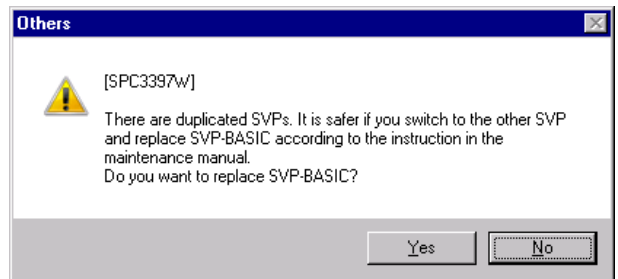 Others
[SPC3397W]
There are duplicated SVPs. It is safer if you switch to the other SVP
and replace SVP-BASIC according to the instruction in the
maintenance manual.
Do you want to replace SVP-BASIC?
Yes No